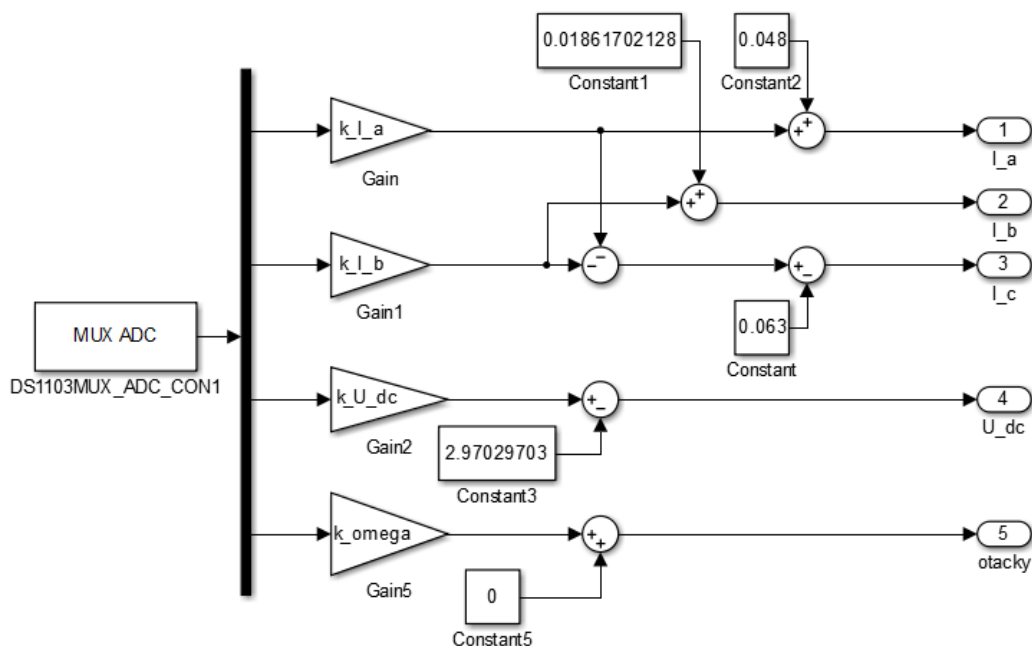 0.01861702128
Constant1
0.048
Constant2
k_I_a
Gain
1
I_a
2
I_b
k_I_b
Gain1
3
I_c
0.063
Constant
MUX ADC
DS1103MUX_ADC_CON1
k_U_dc
Gain2
2.97029703
Constant3
4
U_dc
k_omega
Gain5
0
Constant5
5
otacky